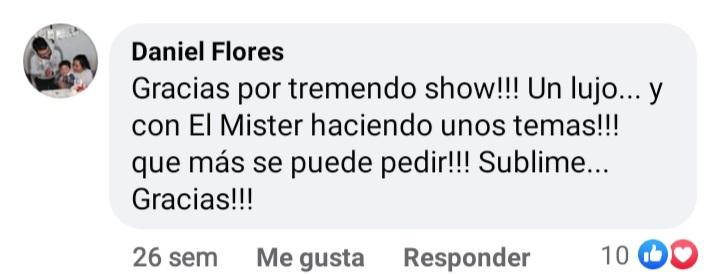 Daniel Flores
Gracias por tremendo show!!! Un lujo... y
con El Mister haciendo unos temas!!!
que más se puede pedir!!! Sublime...
Gracias!!!
26 sem Me gusta Responder 10